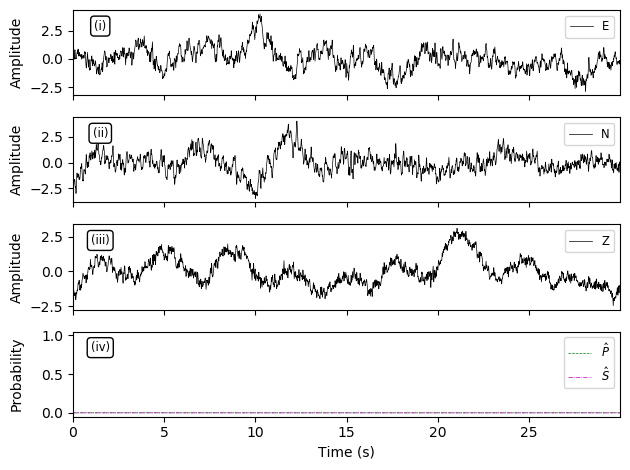 (i)
E
Amplitude
2.5
0.0
−2.5
(ii)
N
Amplitude
2.5
0.0
−2.5
(iii)
Z
Amplitude
2.5
0.0
−2.5
(iv)
P̂
Ŝ
Probability
1.0
0.5
0.0
0 5 10 15 20 25
Time (s)